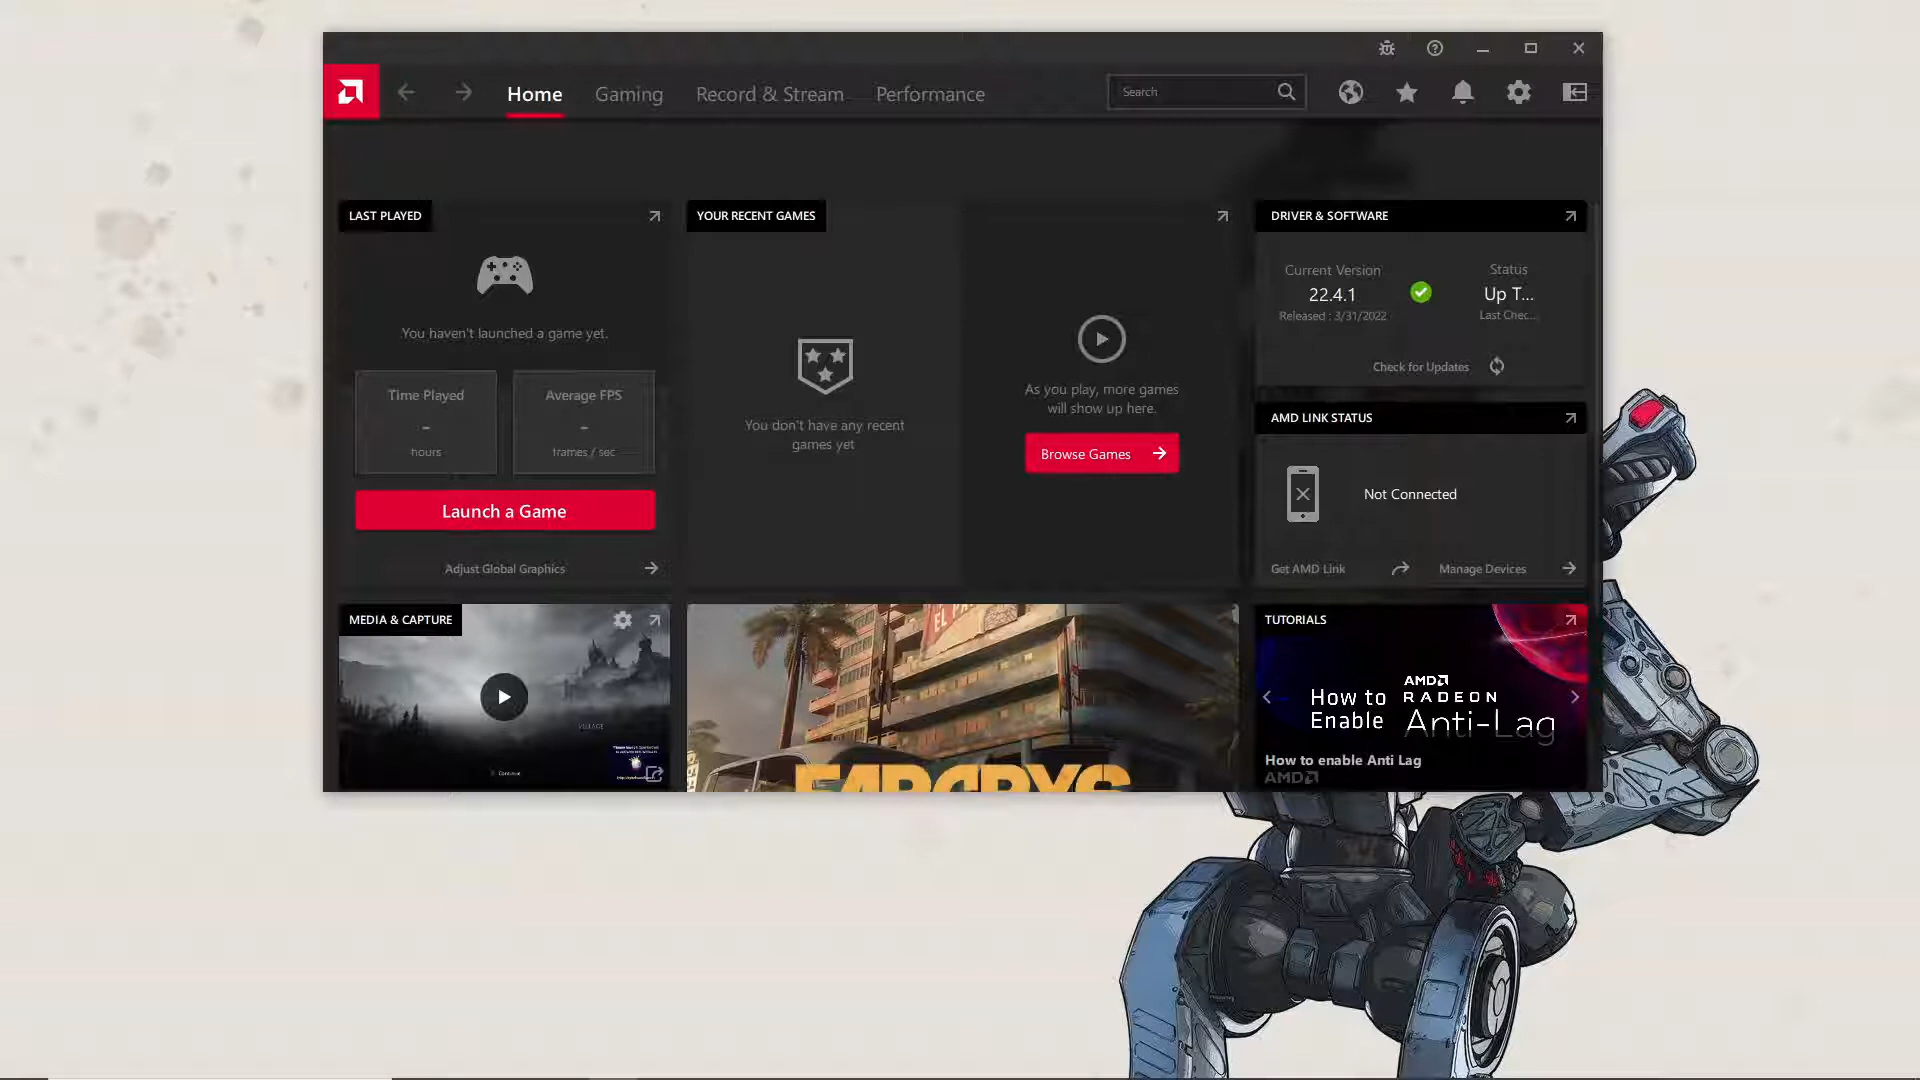 Home
Gaming
Record & Stream
Performance
Search
LAST PLAYED
You haven't launched a game yet.
Time Played
-
hours
Average FPS
-
frames / sec
Launch a Game
Adjust Global Graphics
YOUR RECENT GAMES
You don't have any recent
games yet
As you play, more games
will show up here.
Browse Games
DRIVER & SOFTWARE
Current Version
22.4.1
Released : 3/31/2022
Status
Up T...
Last Chec...
Check for Updates
AMD LINK STATUS
Not Connected
Get AMD Link
Manage Devices
MEDIA & CAPTURE
VILLAGE
Continue
EL
FARCRY6
TUTORIALS
How to
Enable
AMD
RADEON
Anti-Lag
How to enable Anti Lag
AMD